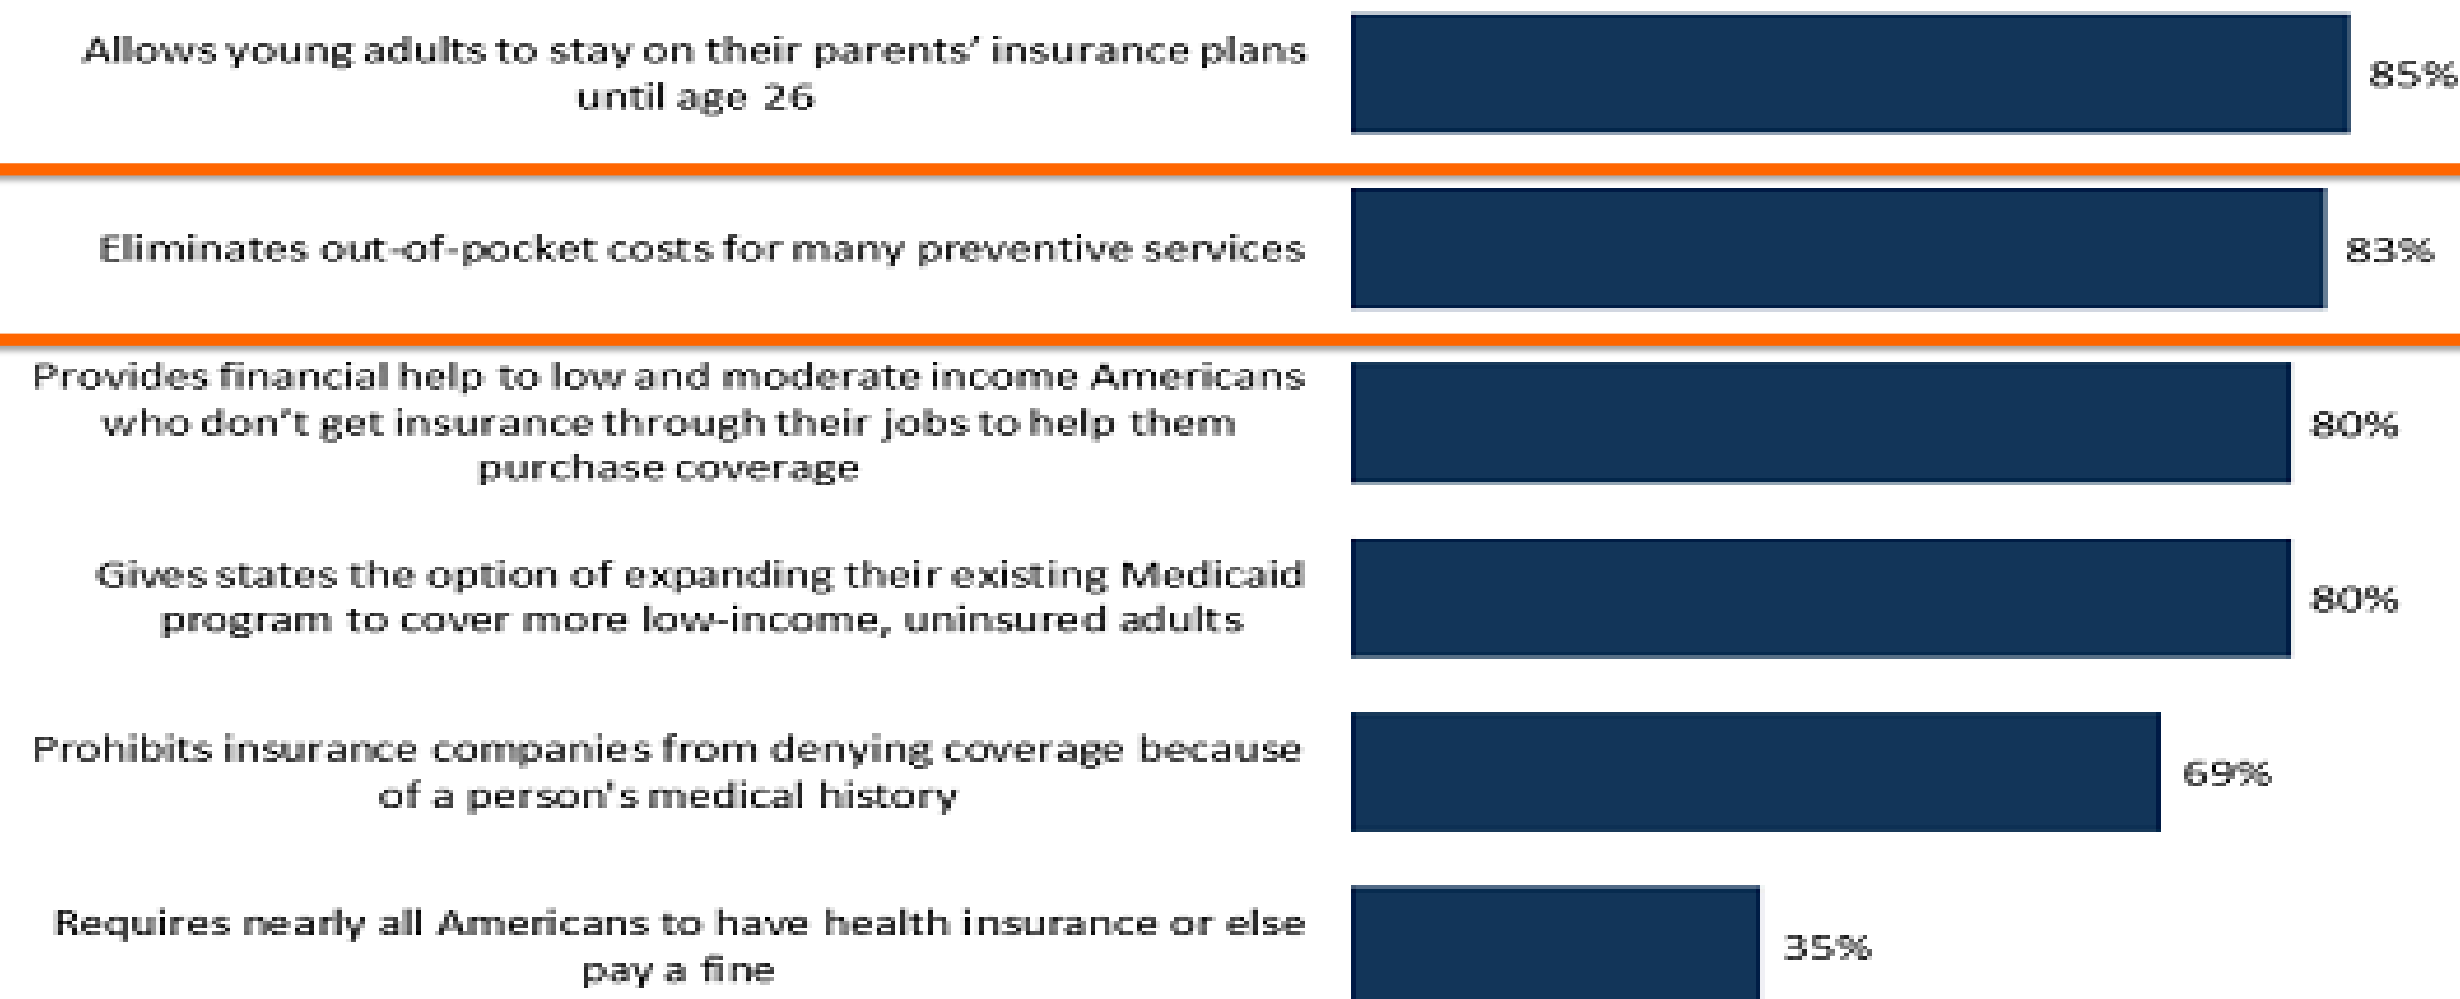 Allows young adults to stay on their parents’ insurance plans
until age 26
85%
Eliminates out-of-pocket costs for many preventive services
83%
Provides financial help to low and moderate income Americans
who don’t get insurance through their jobs to help them
purchase coverage
80%
Gives states the option of expanding their existing Medicaid
program to cover more low-income, uninsured adults
80%
Prohibits insurance companies from denying coverage because
of a person's medical history
69%
Requires nearly all Americans to have health insurance or else
pay a fine
35%